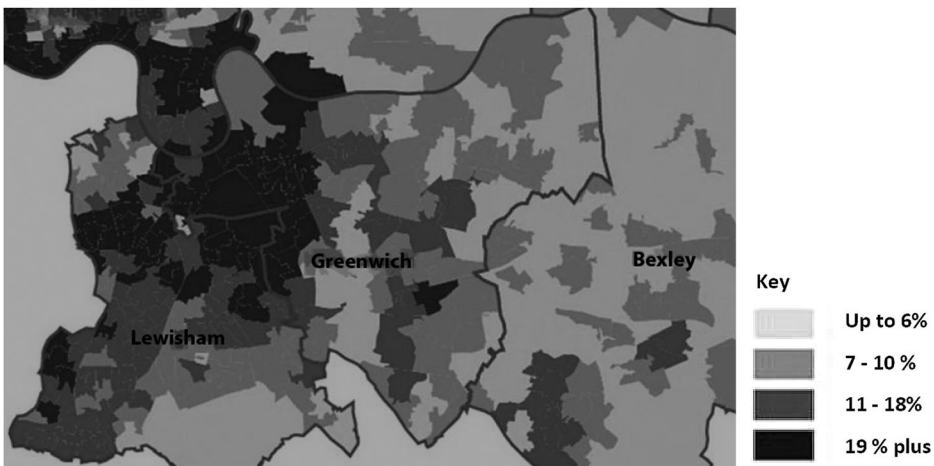 Greenwich
Bexley
Lewisham
Key
Up to 6%
7 - 10 %
11 - 18%
19 % plus